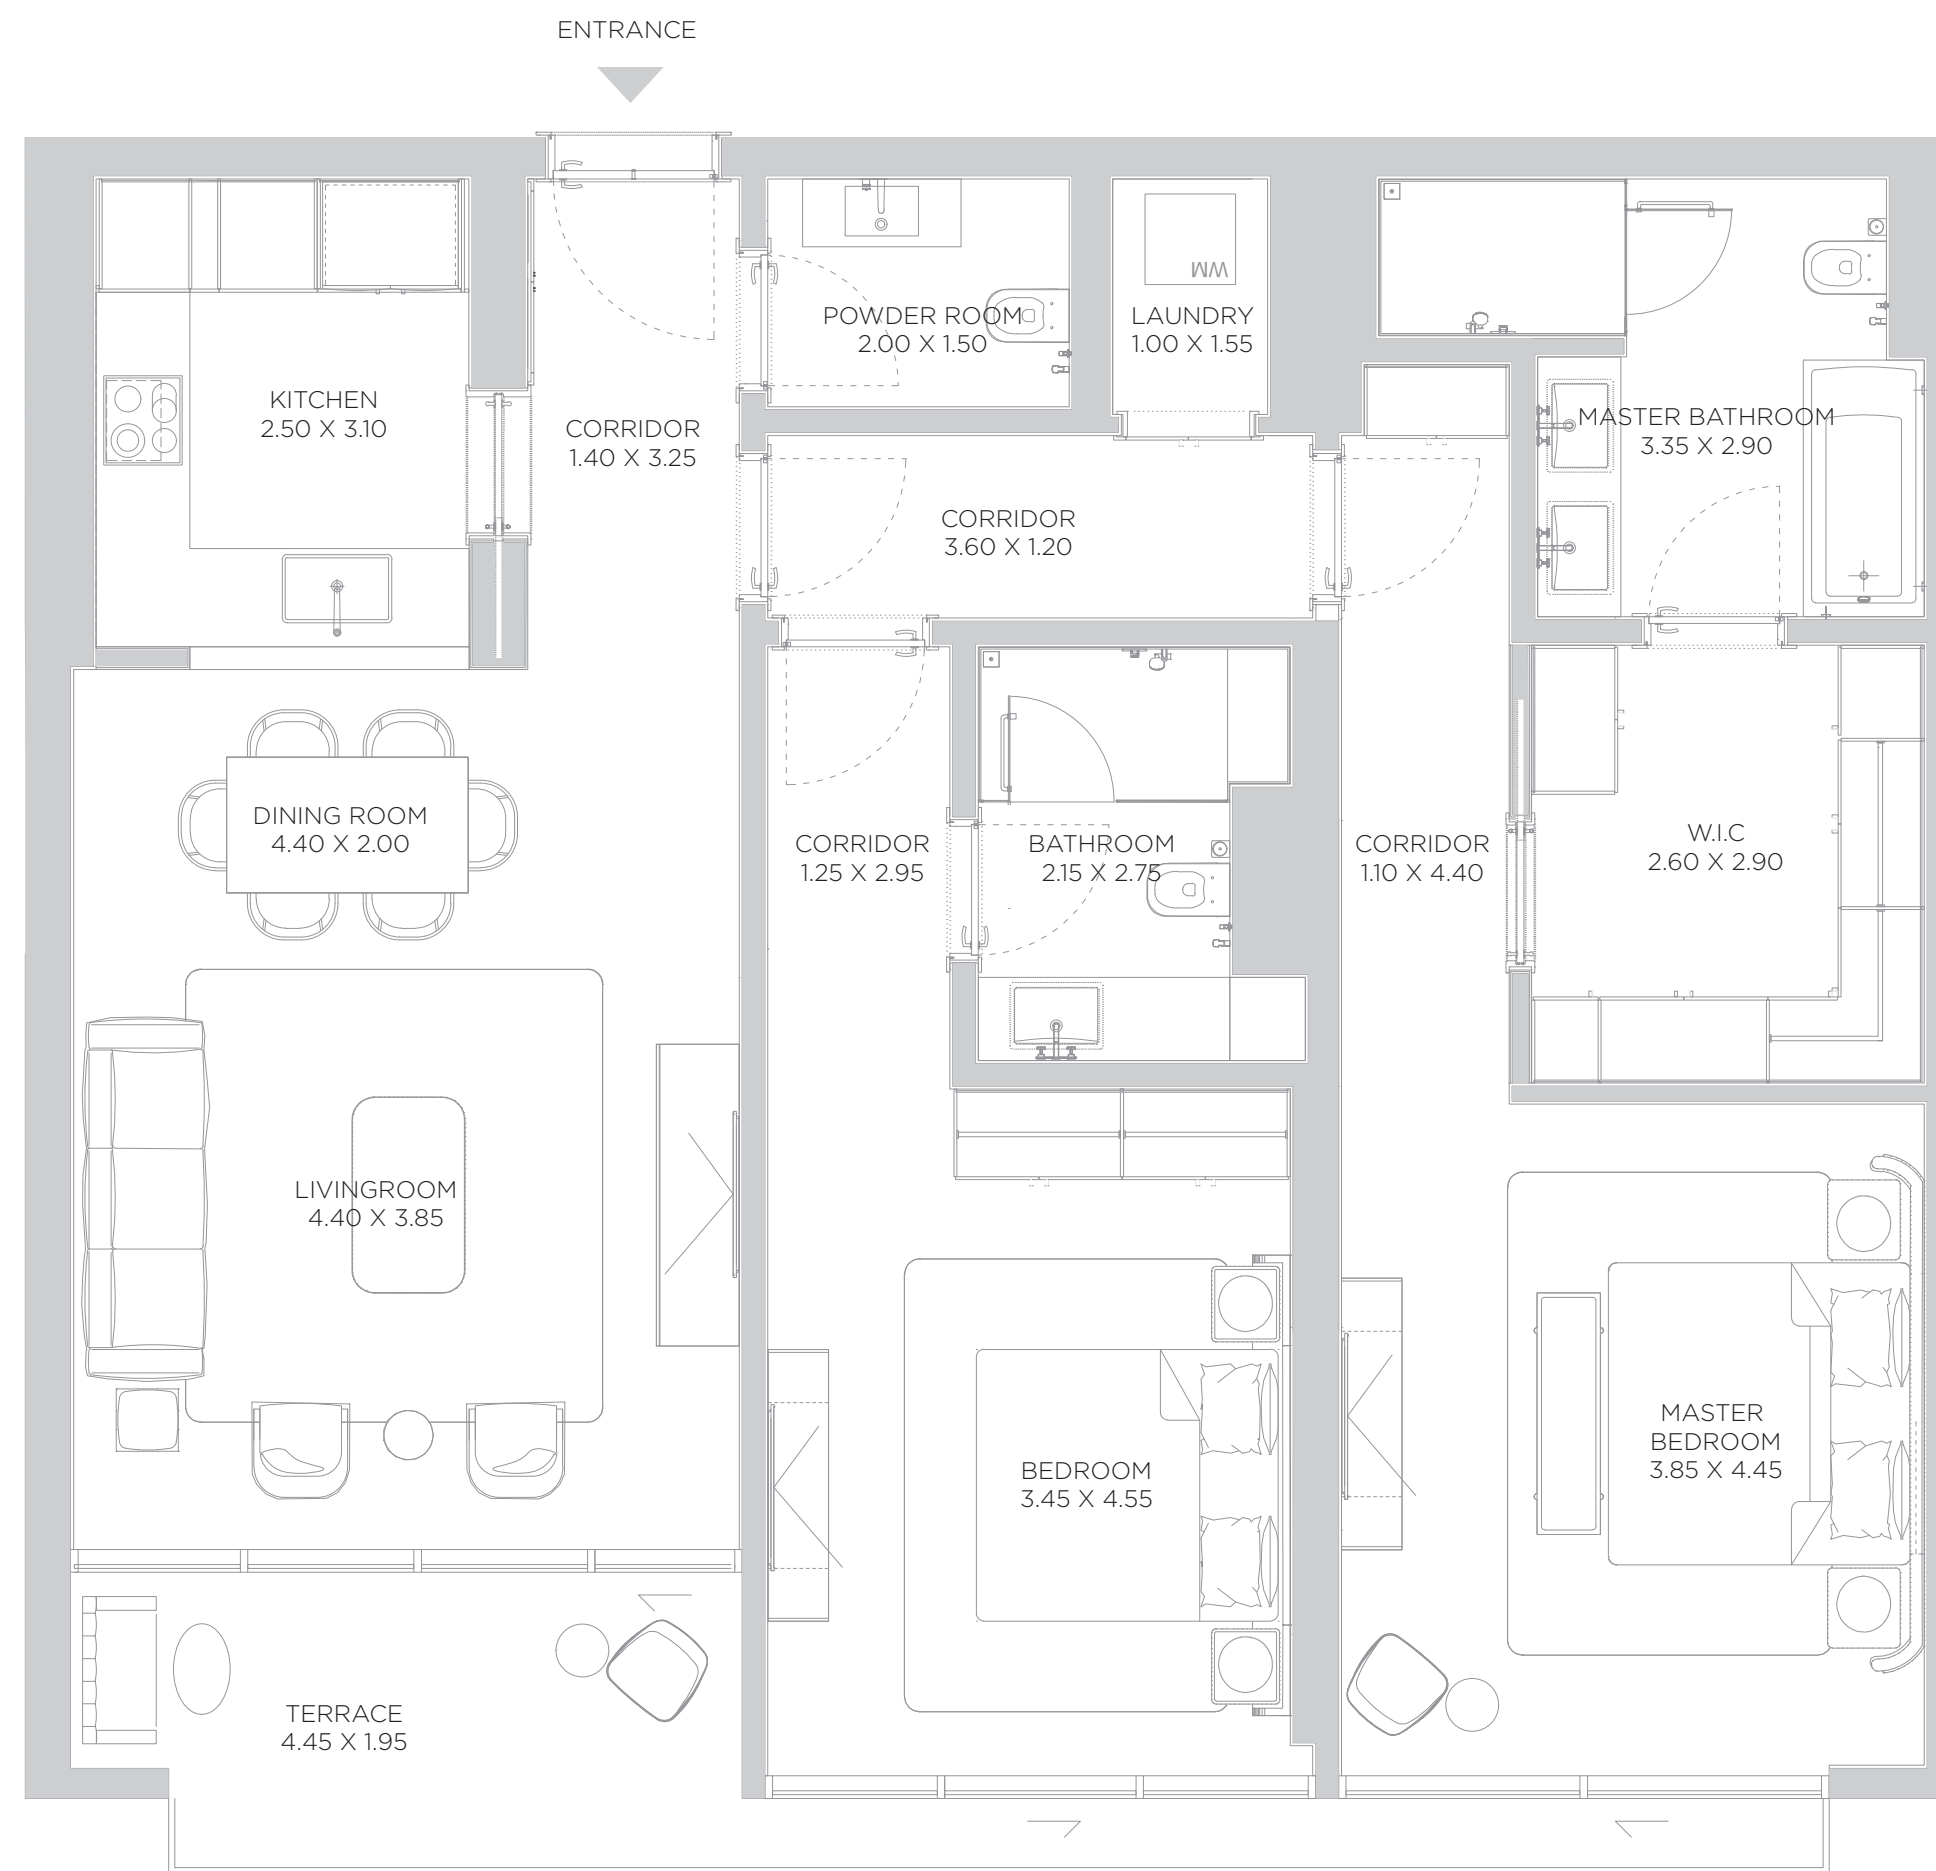 ENTRANCE
POWDER ROOM
2.00 X 1.50
WM
LAUNDRY
1.00 X 1.55
KITCHEN
2.50 X 3.10
CORRIDOR
1.40 X 3.25
MASTER BATHROOM
3.35 X 2.90
CORRIDOR
3.60 X 1.20
DINING ROOM
4.40 X 2.00
CORRIDOR
1.25 X 2.95
BATHROOM
2.15 X 2.75
CORRIDOR
1.10 X 4.40
W.I.C
2.60 X 2.90
LIVINGROOM
4.40 X 3.85
BEDROOM
3.45 X 4.55
MASTER
BEDROOM
3.85 X 4.45
TERRACE
4.45 X 1.95